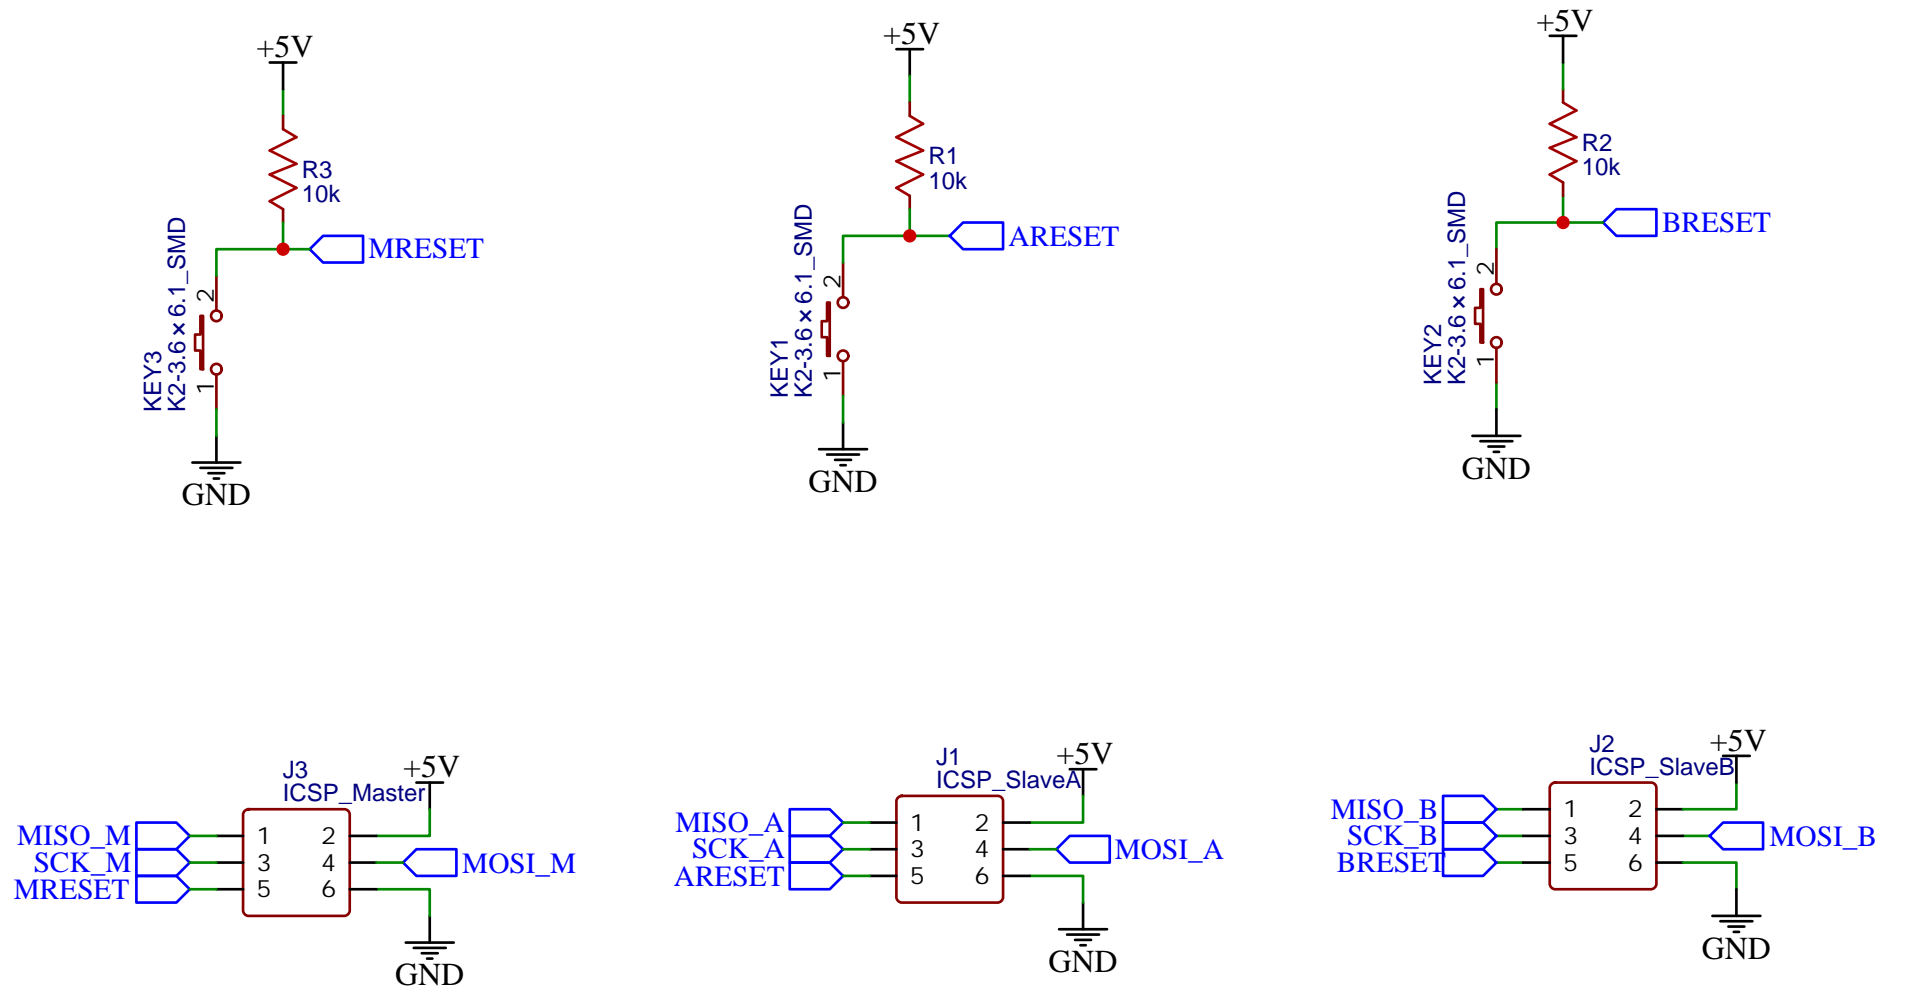 +5V
R3
10k
MRESET
KEY3
K2-3.6×6.1_SMD
2
1
GND
+5V
R1
10k
ARESET
KEY1
K2-3.6×6.1_SMD
2
1
GND
+5V
R2
10k
BRESET
KEY2
K2-3.6×6.1_SMD
2
1
GND
J3
ICSP_Master
+5V
MISO_M 1 2
SCK_M 3 4 MOSI_M
MRESET 5 6
GND
J1
ICSP_SlaveA
+5V
MISO_A 1 2
SCK_A 3 4 MOSI_A
ARESET 5 6
GND
J2
ICSP_SlaveB
+5V
MISO_B 1 2
SCK_B 3 4 MOSI_B
BRESET 5 6
GND